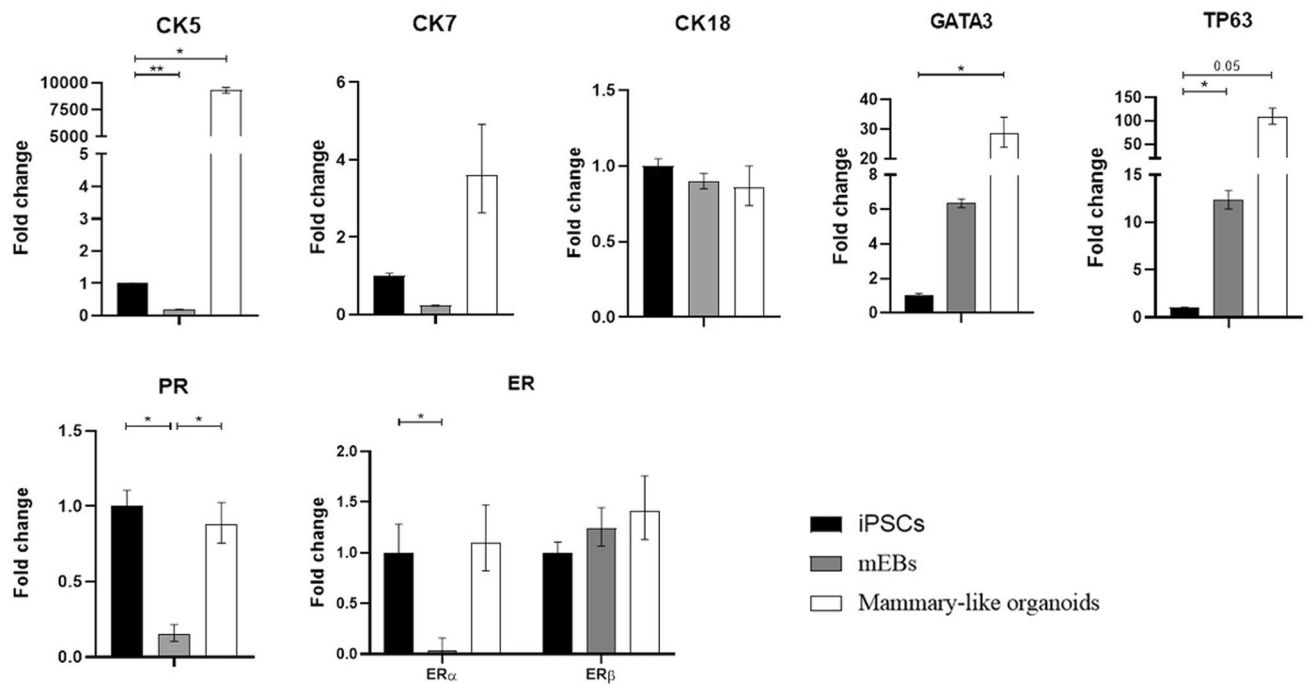 CK5
CK7
CK18
GATA3
TP63
*
**
10000
7500
5000
5
4
3
2
1
0
Fold change
6
4
2
0
Fold change
1.5
1.0
0.5
0.0
Fold change
*
40
30
20
8
6
4
2
0
Fold change
0.05
*
150
100
50
15
10
5
0
Fold change
PR
ER
* *
1.5
1.0
0.5
0.0
Fold change
*
2.0
1.5
1.0
0.5
0.0
Fold change
ERα ERβ
iPSCs
mEBs
Mammary-like organoids